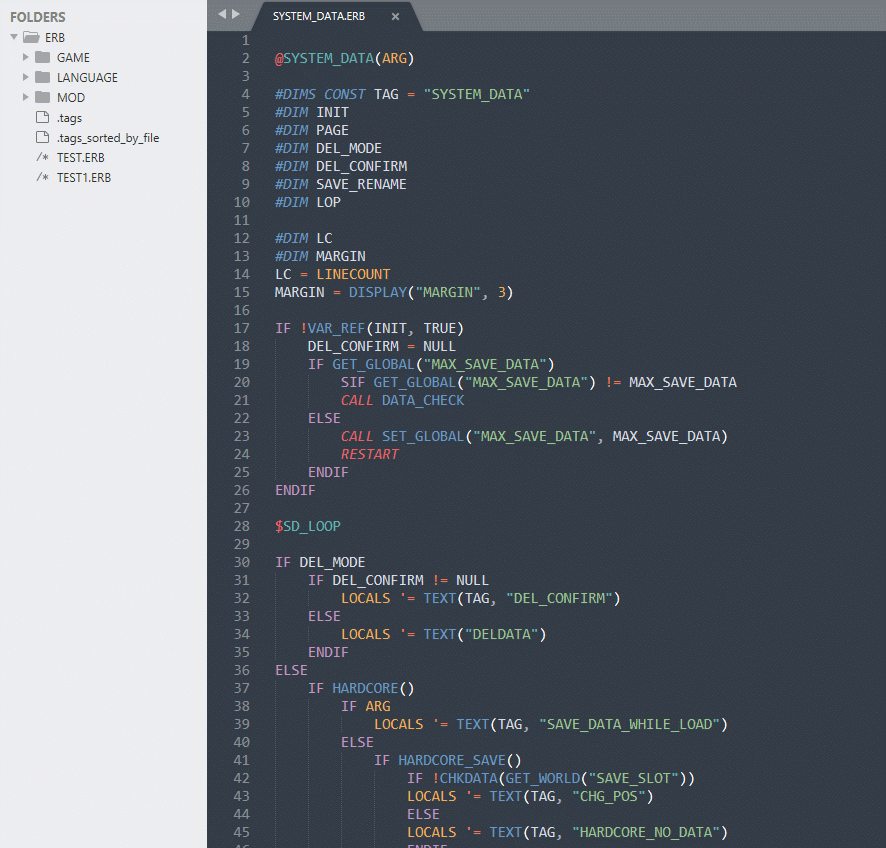 FOLDERS
ERB
GAME
LANGUAGE
MOD
.tags
.tags_sorted_by_file
/* TEST.ERB
/* TEST1.ERB
SYSTEM_DATA.ERB ×
1
2 @SYSTEM_DATA(ARG)
3
4 #DIMS CONST TAG = "SYSTEM_DATA"
5 #DIM INIT
6 #DIM PAGE
7 #DIM DEL_MODE
8 #DIM DEL_CONFIRM
9 #DIM SAVE_RENAME
10 #DIM LOP
11
12 #DIM LC
13 #DIM MARGIN
14 LC = LINECOUNT
15 MARGIN = DISPLAY("MARGIN", 3)
16
17 IF !VAR_REF(INIT, TRUE)
18 DEL_CONFIRM = NULL
19 IF GET_GLOBAL("MAX_SAVE_DATA")
20 SIF GET_GLOBAL("MAX_SAVE_DATA") != MAX_SAVE_DATA
21 CALL DATA_CHECK
22 ELSE
23 CALL SET_GLOBAL("MAX_SAVE_DATA", MAX_SAVE_DATA)
24 RESTART
25 ENDIF
26 ENDIF
27
28 $SD_LOOP
29
30 IF DEL_MODE
31 IF DEL_CONFIRM != NULL
32 LOCALS '= TEXT(TAG, "DEL_CONFIRM")
33 ELSE
34 LOCALS '= TEXT("DELDATA")
35 ENDIF
36 ELSE
37 IF HARDCORE()
38 IF ARG
39 LOCALS '= TEXT(TAG, "SAVE_DATA_WHILE_LOAD")
40 ELSE
41 IF HARDCORE_SAVE()
42 IF !CHKDATA(GET_WORLD("SAVE_SLOT"))
43 LOCALS '= TEXT(TAG, "CHG_POS")
44 ELSE
45 LOCALS '= TEXT(TAG, "HARDCORE_NO_DATA")
46 ENDIF